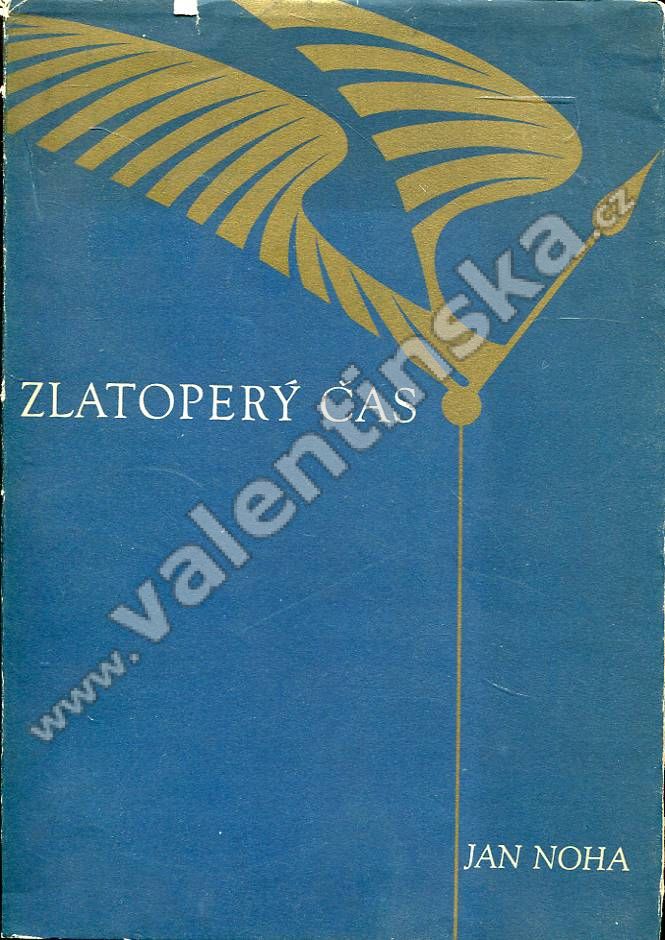 ZLATOPERÝ ČAS
www.valentinska.cz
JAN NOHA